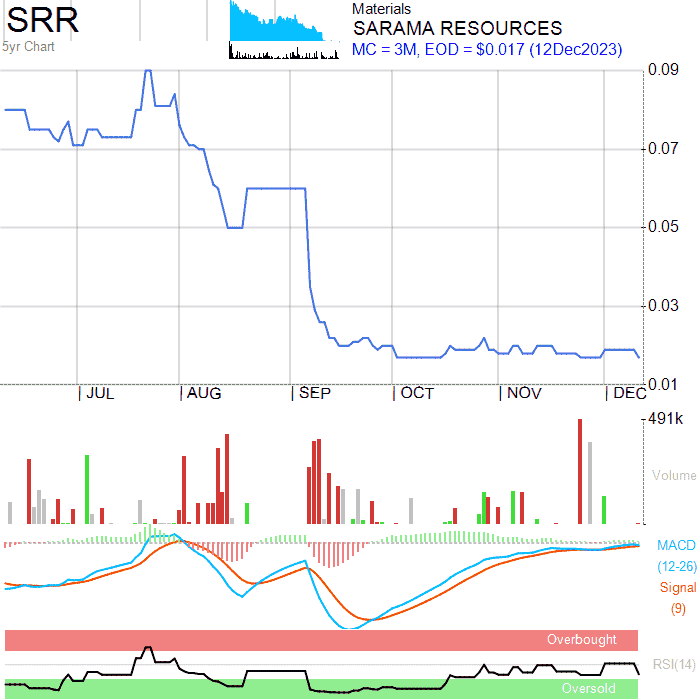 SRR
5yr Chart
Materials
SARAMA RESOURCES
MC = 3M, EOD = $0.017 (12Dec2023)
0.09
0.07
0.05
0.03
0.01
JUL AUG SEP OCT NOV DEC
491k
Volume
MACD
(12-26)
Signal
(9)
Overbought
RSI(14)
Oversold